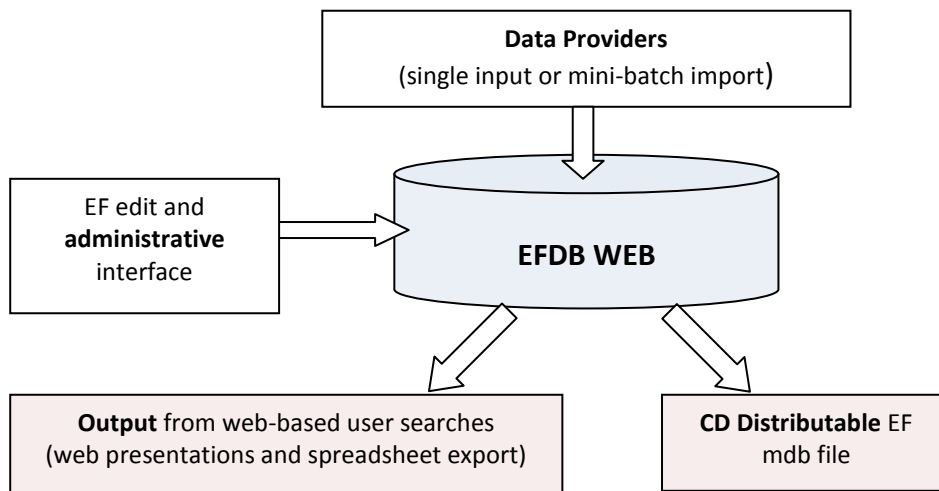 Data Providers
(single input or mini-batch import)
EF edit and
administrative
interface
EFDB WEB
Output from web-based user searches
(web presentations and spreadsheet export)
CD Distributable EF
mdb file